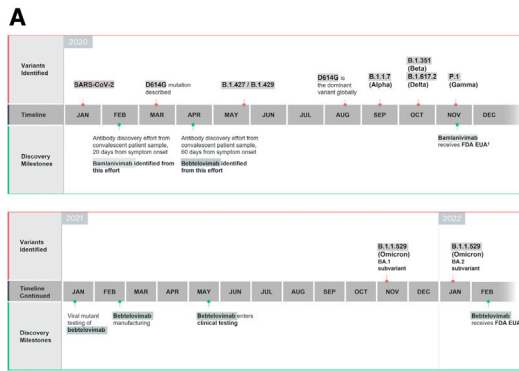 A
2020
Variants
Identified
SARS-CoV-2
D614G mutation
described
B.1.427 / B.1.429
D614G is
the dominant
variant globally
B.1.1.7
(Alpha)
B.1.351
(Beta)
B.1.617.2
(Delta)
P.1
(Gamma)
Timeline
JAN
FEB
MAR
APR
MAY
JUN
JUL
AUG
SEP
OCT
NOV
DEC
Discovery
Milestones
Antibody discovery effort from
convalescent patient sample,
20 days from symptom onset
Bamlanivimab identified from
this effort
Antibody discovery effort from
convalescent patient sample,
60 days from symptom onset
Bebtelovimab identified
from this effort
Bamlanivimab
receives FDA EUA¹
2021
2022
Variants
Identified
B.1.1.529
(Omicron)
BA.1
subvariant
B.1.1.529
(Omicron)
BA.2
subvariant
Timeline
Continued
JAN
FEB
MAR
APR
MAY
JUN
JUL
AUG
SEP
OCT
NOV
DEC
JAN
FEB
Discovery
Milestones
Viral mutant
testing of
bebtelovimab
Bebtelovimab
manufacturing
Bebtelovimab enters
clinical testing
Bebtelovimab
receives FDA EUA